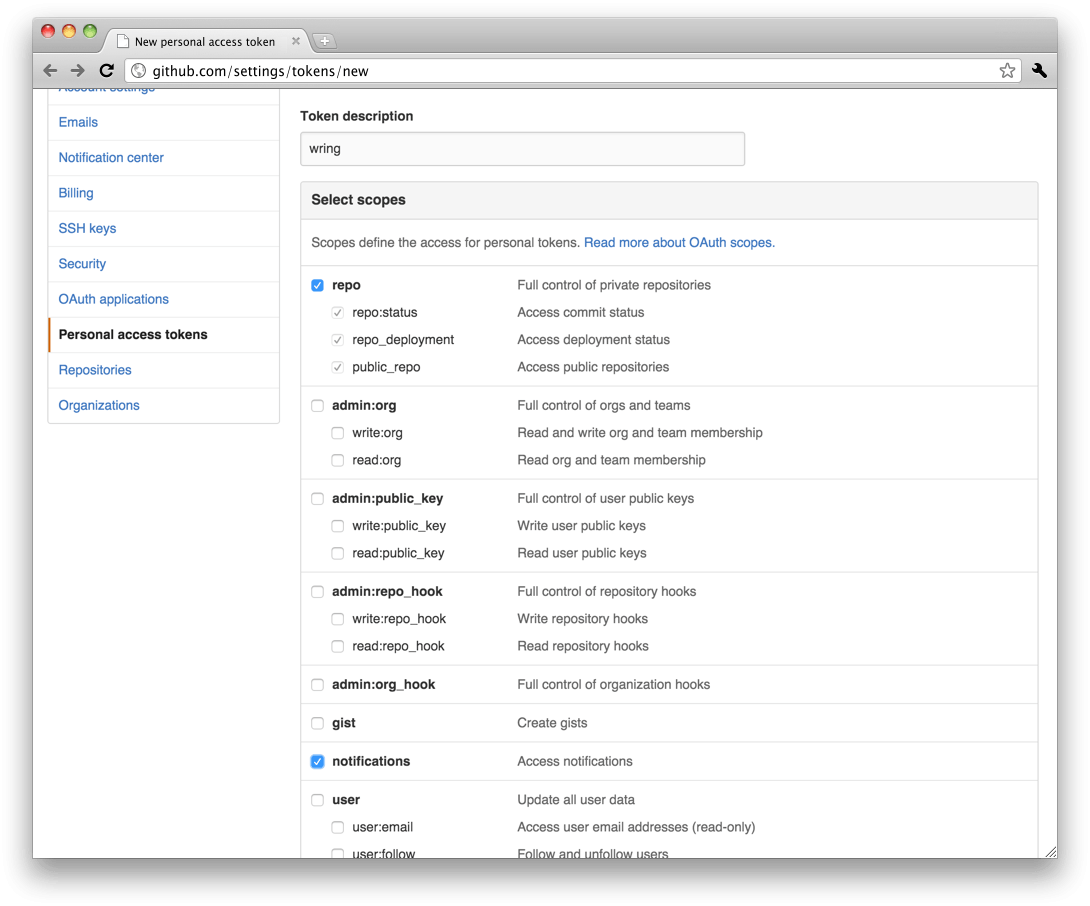 New personal access token
github.com/settings/tokens/new
Account settings
Emails
Notification center
Billing
SSH keys
Security
OAuth applications
Personal access tokens
Repositories
Organizations
Token description
wring
Select scopes
Scopes define the access for personal tokens. Read more about OAuth scopes.
repo Full control of private repositories
repo:status Access commit status
repo_deployment Access deployment status
public_repo Access public repositories
admin:org Full control of orgs and teams
write:org Read and write org and team membership
read:org Read org and team membership
admin:public_key Full control of user public keys
write:public_key Write user public keys
read:public_key Read user public keys
admin:repo_hook Full control of repository hooks
write:repo_hook Write repository hooks
read:repo_hook Read repository hooks
admin:org_hook Full control of organization hooks
gist Create gists
notifications Access notifications
user Update all user data
user:email Access user email addresses (read-only)
user:follow Follow and unfollow users